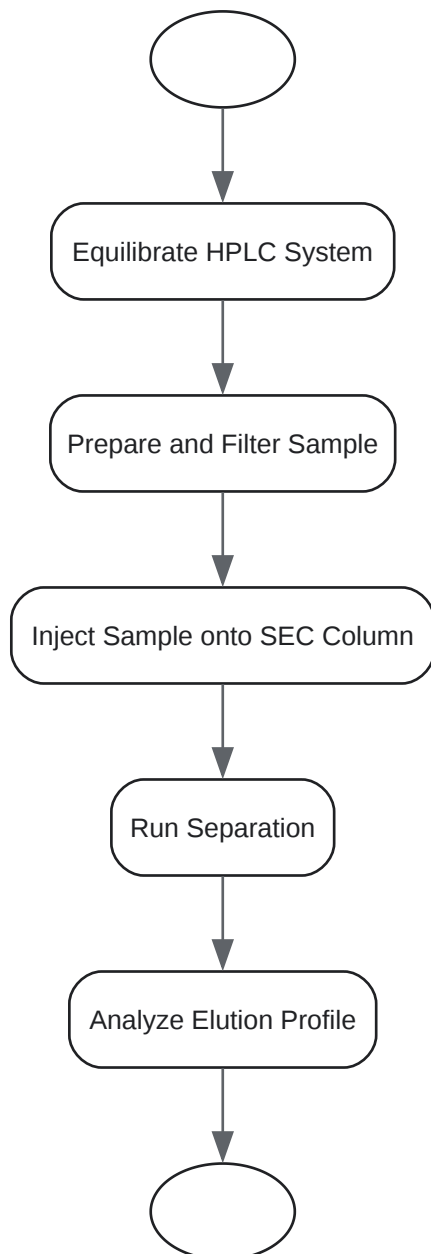 Equilibrate HPLC System
Prepare and Filter Sample
Inject Sample onto SEC Column
Run Separation
Analyze Elution Profile